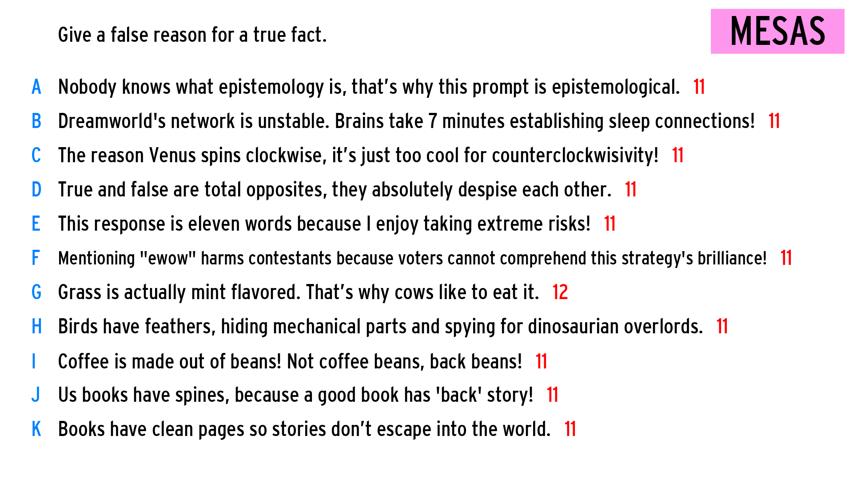 Give a false reason for a true fact.
MESAS
A Nobody knows what epistemology is, that’s why this prompt is epistemological. 11
B Dreamworld's network is unstable. Brains take 7 minutes establishing sleep connections! 11
C The reason Venus spins clockwise, it’s just too cool for counterclockwisivity! 11
D True and false are total opposites, they absolutely despise each other. 11
E This response is eleven words because I enjoy taking extreme risks! 11
F Mentioning "ewow" harms contestants because voters cannot comprehend this strategy's brilliance! 11
G Grass is actually mint flavored. That’s why cows like to eat it. 12
H Birds have feathers, hiding mechanical parts and spying for dinosaurian overlords. 11
I Coffee is made out of beans! Not coffee beans, back beans! 11
J Us books have spines, because a good book has 'back' story! 11
K Books have clean pages so stories don’t escape into the world. 11